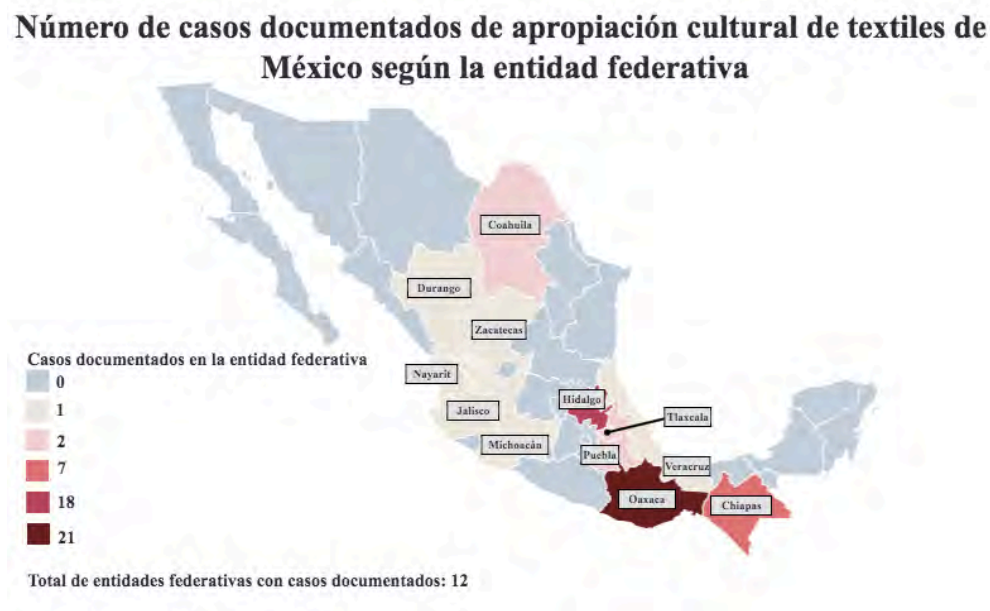 Número de casos documentados de apropiación cultural de textiles de
México según la entidad federativa
Coahuila
Durango
Zacatecas
Nayarit
Jalisco
Michoacán
Hidalgo
Tlaxcala
Puebla
Veracruz
Oaxaca
Chiapas
Casos documentados en la entidad federativa
0
1
2
7
18
21
Total de entidades federativas con casos documentados: 12